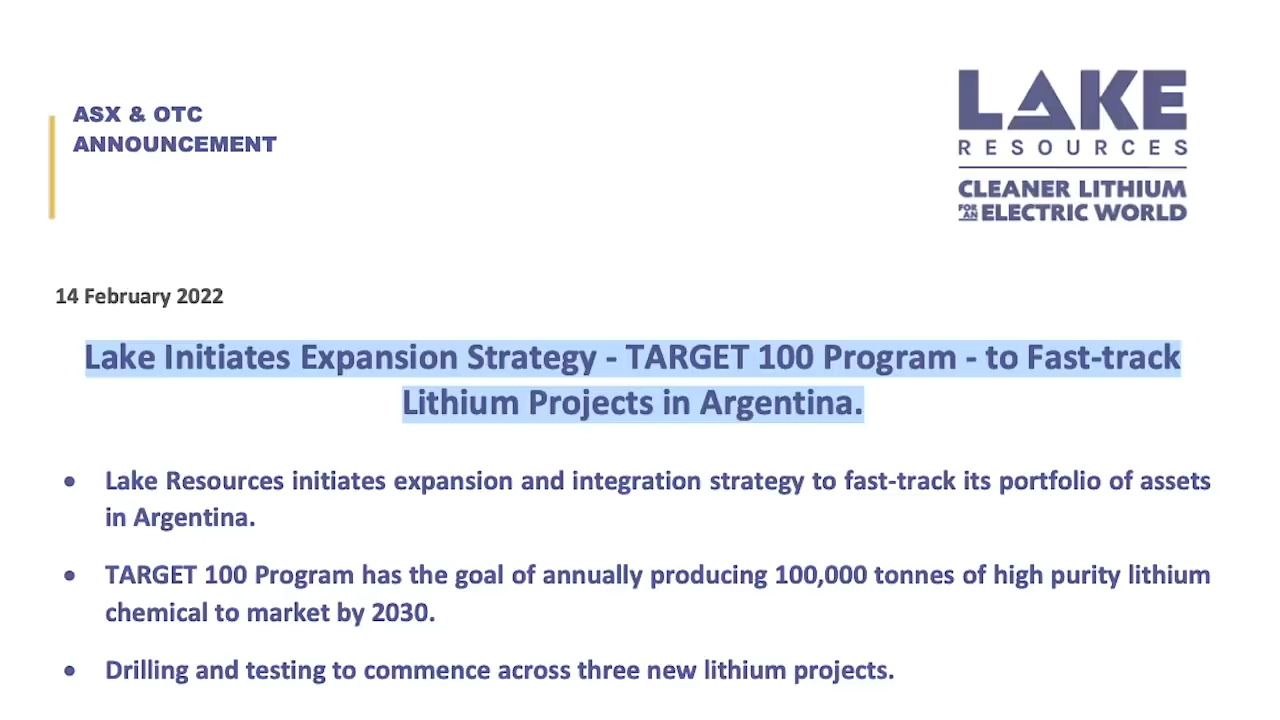 ASX & OTC
ANNOUNCEMENT
LAKE
RESOURCES
CLEANER LITHIUM
FOR AN ELECTRIC WORLD
14 February 2022
Lake Initiates Expansion Strategy - TARGET 100 Program - to Fast-track
Lithium Projects in Argentina.
• Lake Resources initiates expansion and integration strategy to fast-track its portfolio of assets
in Argentina.
• TARGET 100 Program has the goal of annually producing 100,000 tonnes of high purity lithium
chemical to market by 2030.
• Drilling and testing to commence across three new lithium projects.